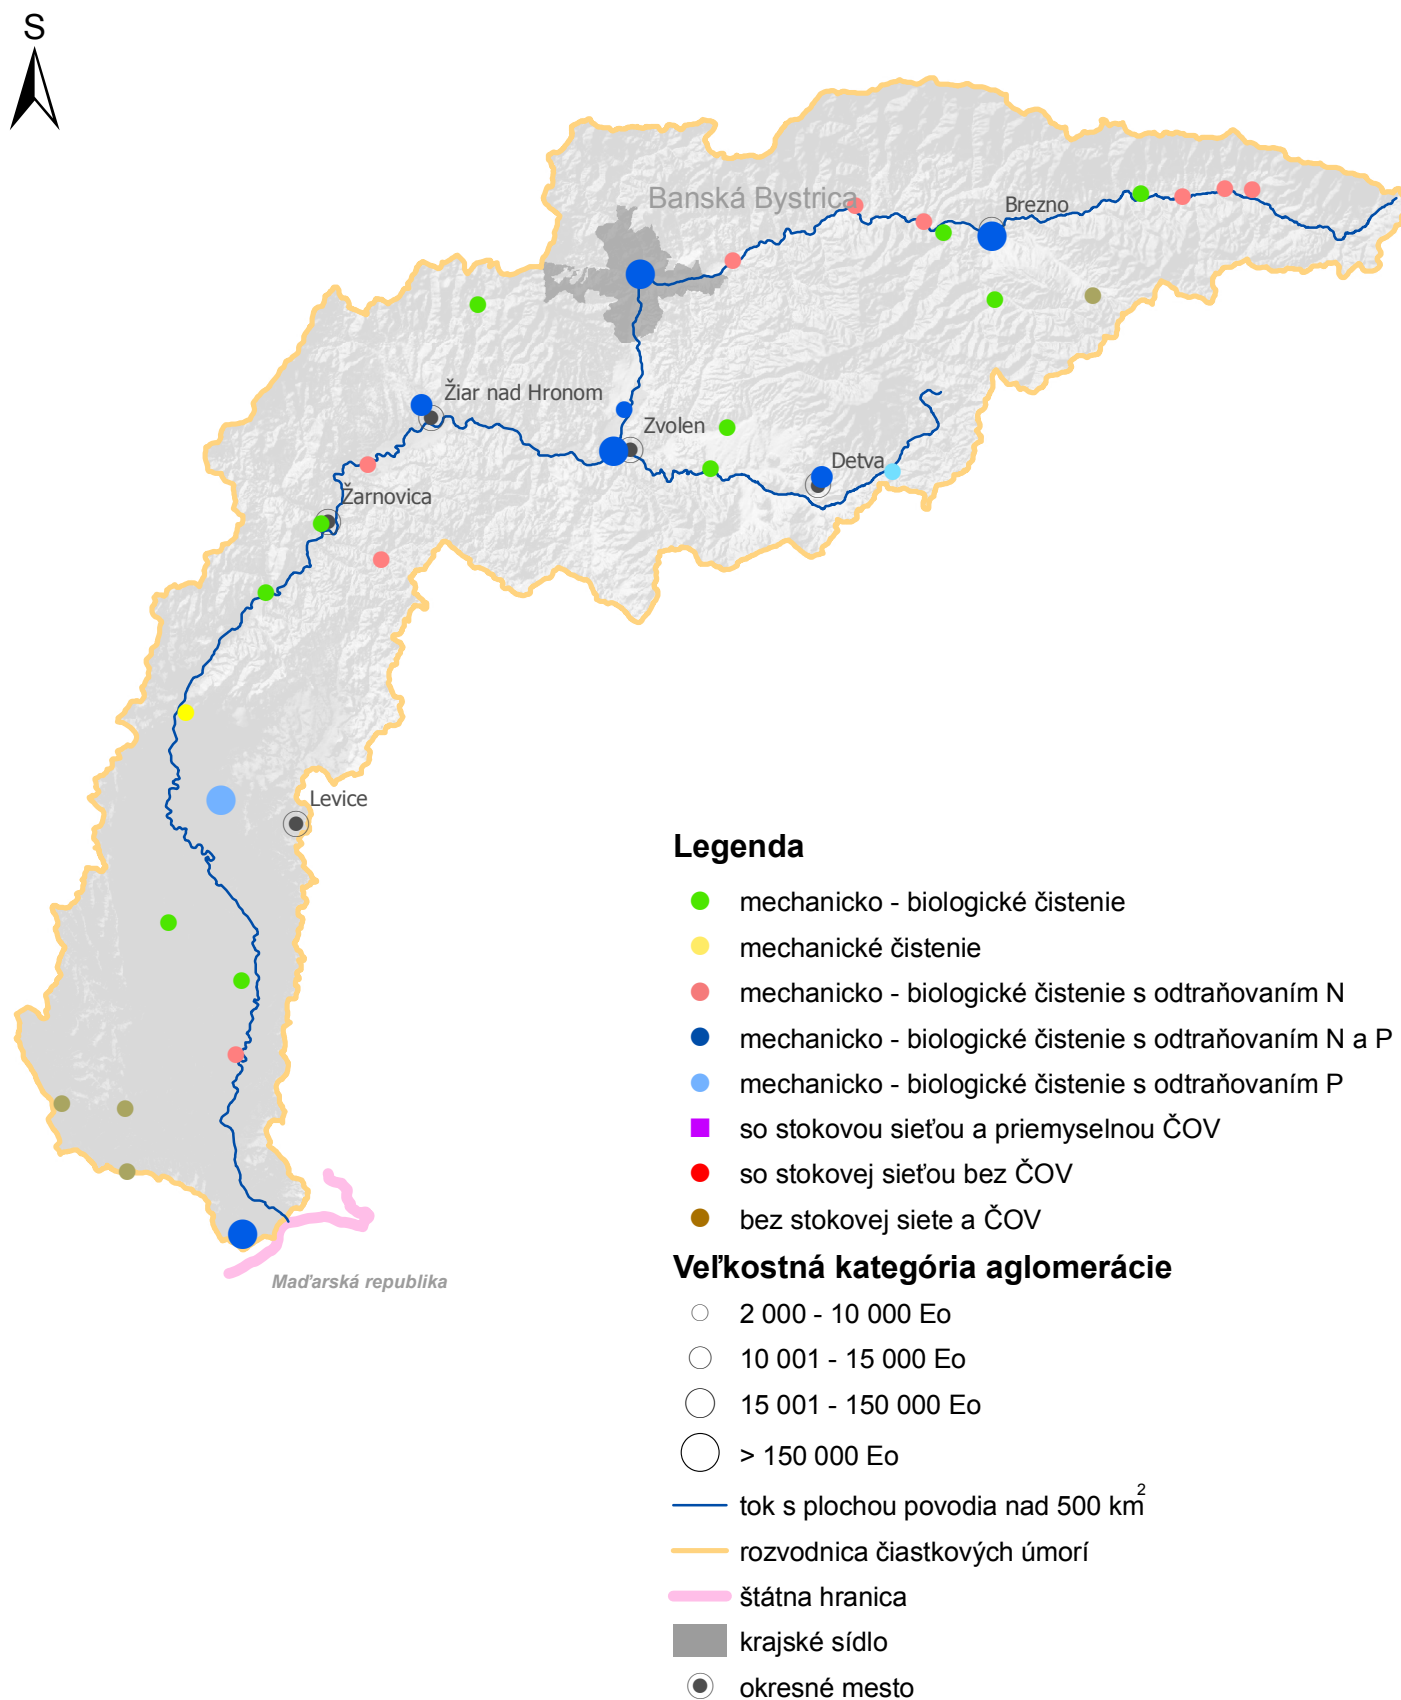 S
Banská Bystrica
Brezno
Žiar nad Hronom
Zvolen
Detva
Žarnovica
Levice
Maďarská republika
Legenda
mechanicko - biologické čistenie
mechanické čistenie
mechanicko - biologické čistenie s odtraňovaním N
mechanicko - biologické čistenie s odtraňovaním N a P
mechanicko - biologické čistenie s odtraňovaním P
so stokovou sieťou a priemyselnou ČOV
so stokovej sieťou bez ČOV
bez stokovej siete a ČOV
Veľkostná kategória aglomerácie
2 000 - 10 000 Eo
10 001 - 15 000 Eo
15 001 - 150 000 Eo
> 150 000 Eo
tok s plochou povodia nad 500 km²
rozvodnica čiastkových úmorí
štátna hranica
krajské sídlo
okresné mesto